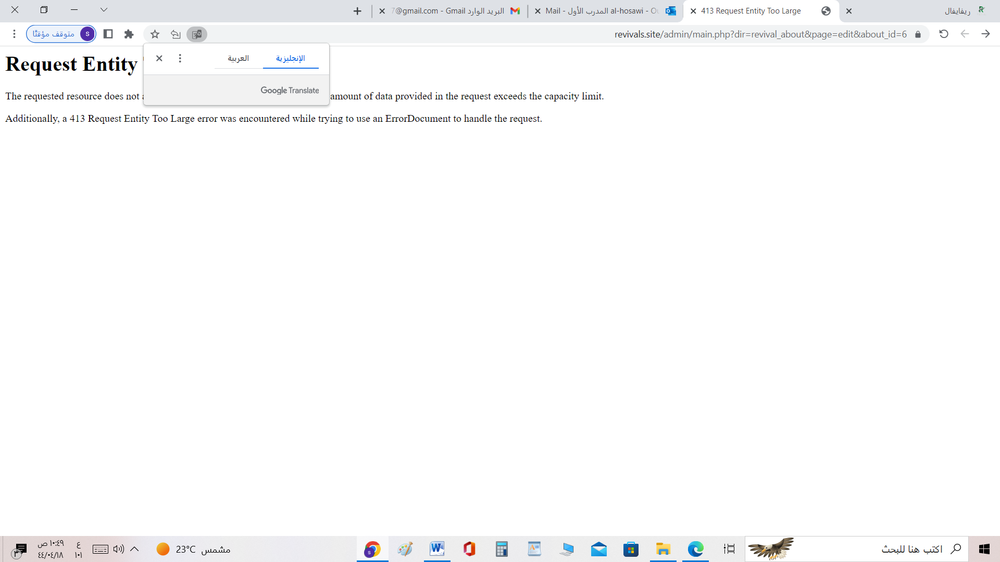 ريفايفال
413 Request Entity Too Large
Mail - المدرب الأول al-hosawi - Ou
7@gmail.com - Gmail البريد الوارد
revivals.site/admin/main.php?dir=revival_about&page=edit&about_id=6
متوقف مؤقتًا
S
الإنجليزية
العربية
Google Translate
Request Entity
The requested resource does not
amount of data provided in the request exceeds the capacity limit.
Additionally, a 413 Request Entity Too Large error was encountered while trying to use an ErrorDocument to handle the request.
اكتب هنا للبحث
23°C مشمس
ع
١٠١
١٠:٤٩ ص
٤٤/٠٤/١٨
٣